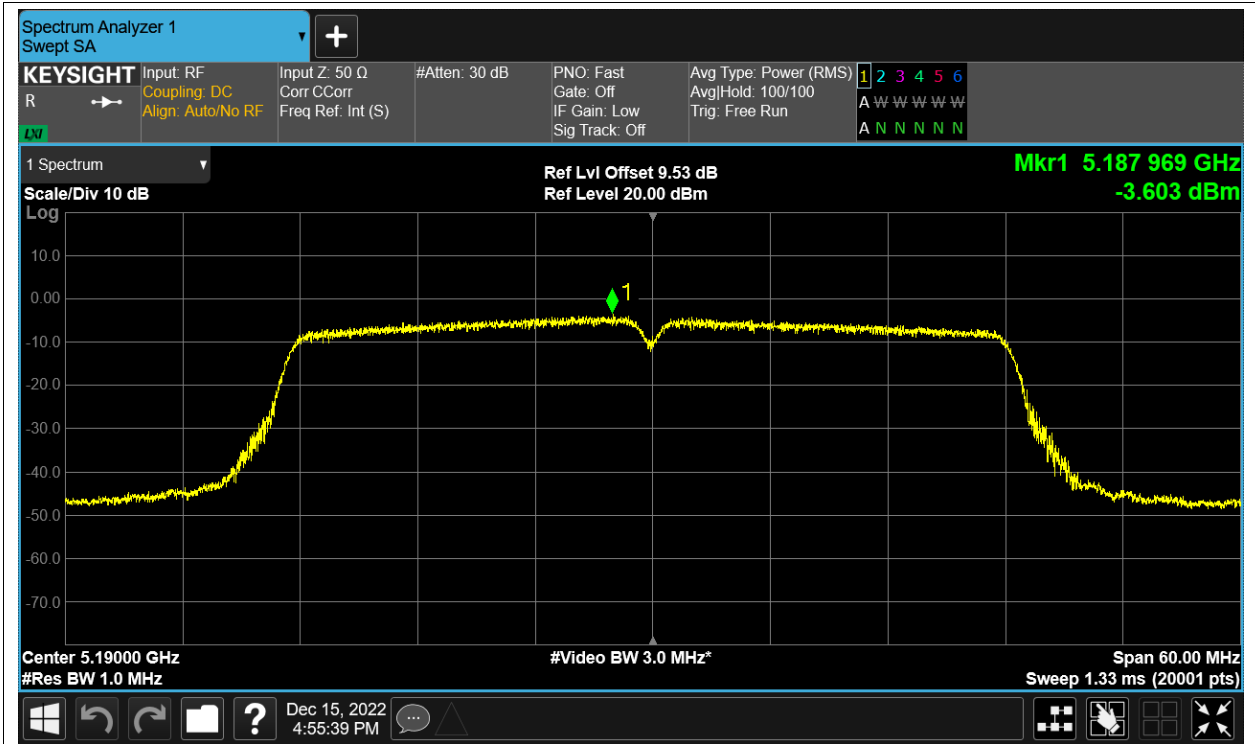 Spectrum Analyzer 1
Swept SA
+
KEYSIGHT
R
LXI
Input: RF
Coupling: DC
Align: Auto/No RF
Input Z: 50 Ω
Corr CCorr
Freq Ref: Int (S)
#Atten: 30 dB
PNO: Fast
Gate: Off
IF Gain: Low
Sig Track: Off
Avg Type: Power (RMS)
Avg|Hold: 100/100
Trig: Free Run
1 2 3 4 5 6
A W W W W W
A N N N N N
1 Spectrum
Scale/Div 10 dB
Log
Ref Lvl Offset 9.53 dB
Ref Level 20.00 dBm
Mkr1 5.187 969 GHz
-3.603 dBm
10.0
0.00
-10.0
-20.0
-30.0
-40.0
-50.0
-60.0
-70.0
1
Center 5.19000 GHz
#Res BW 1.0 MHz
#Video BW 3.0 MHz*
Span 60.00 MHz
Sweep 1.33 ms (20001 pts)
?
Dec 15, 2022
4:55:39 PM